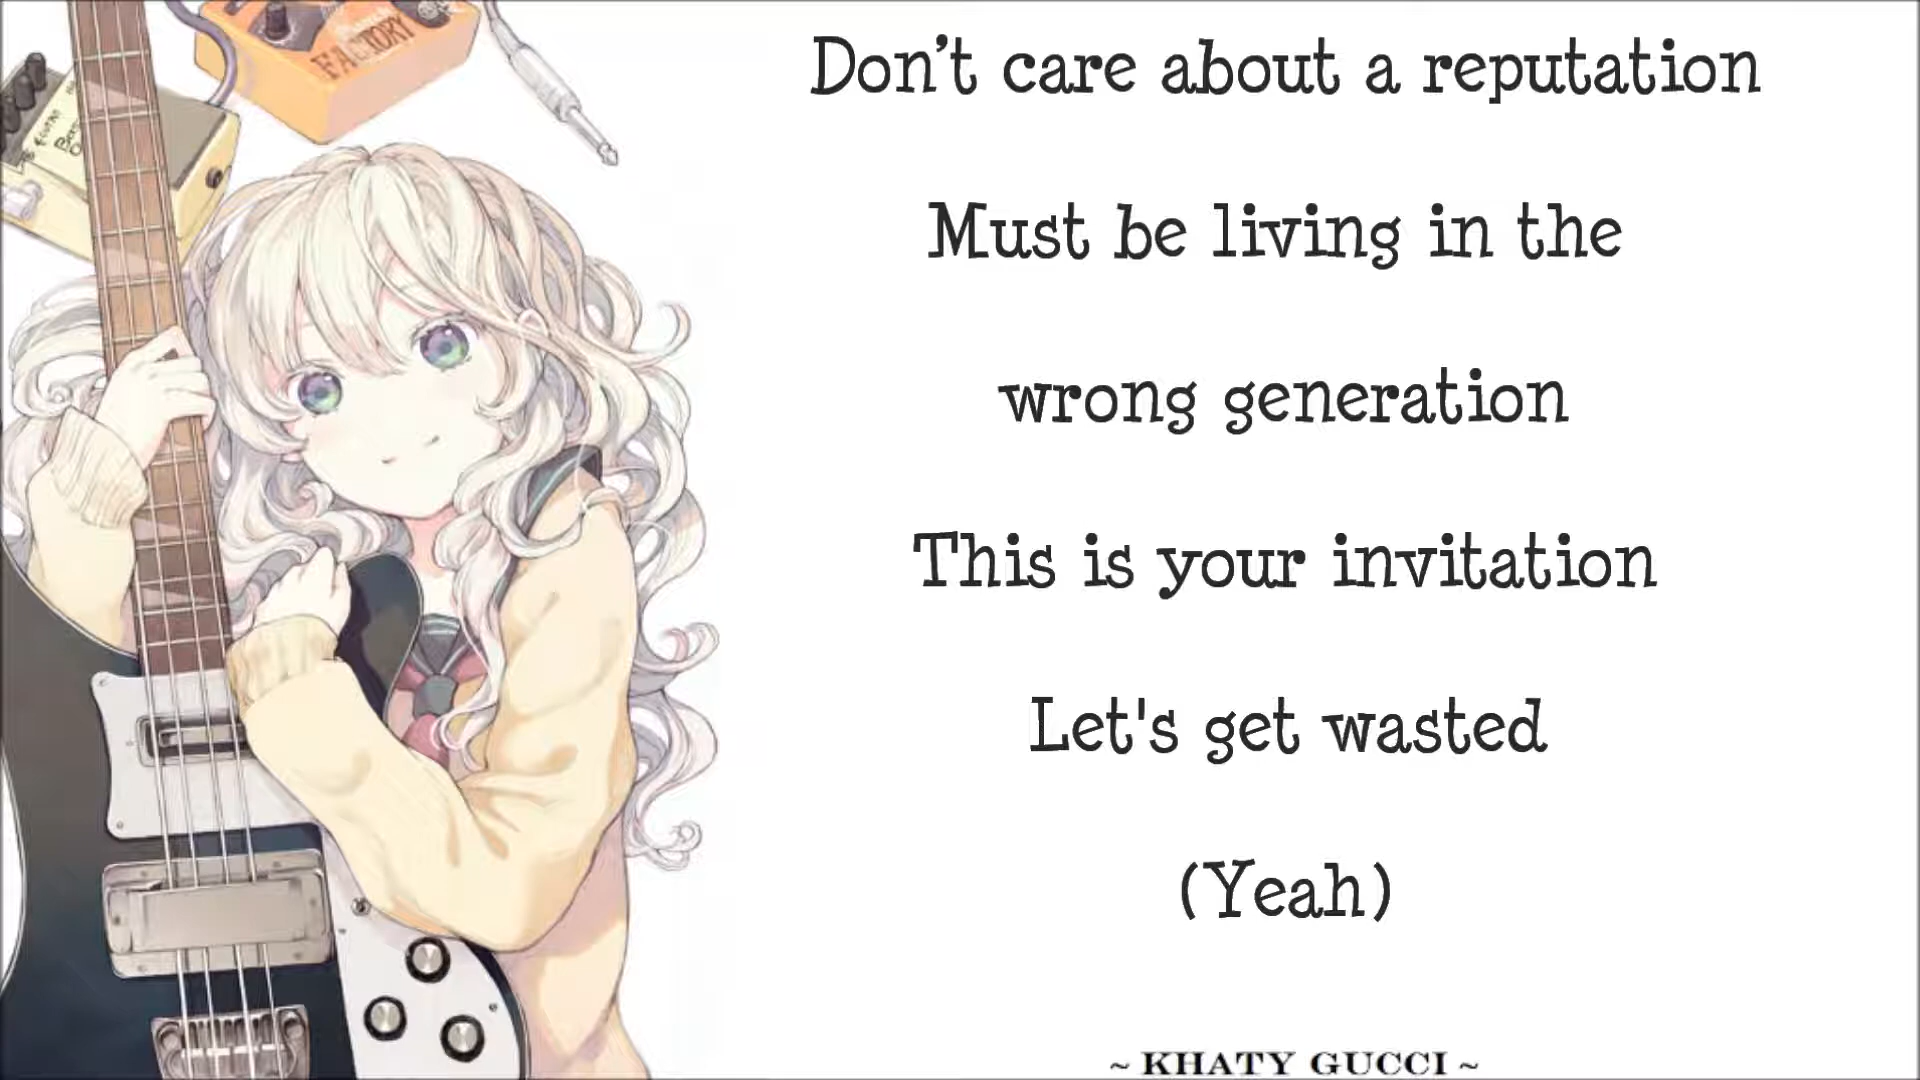 FACTORY
Don't care about a reputation
Must be living in the
wrong generation
This is your invitation
Let's get wasted
(Yeah)
~ KHATY GUCCI ~